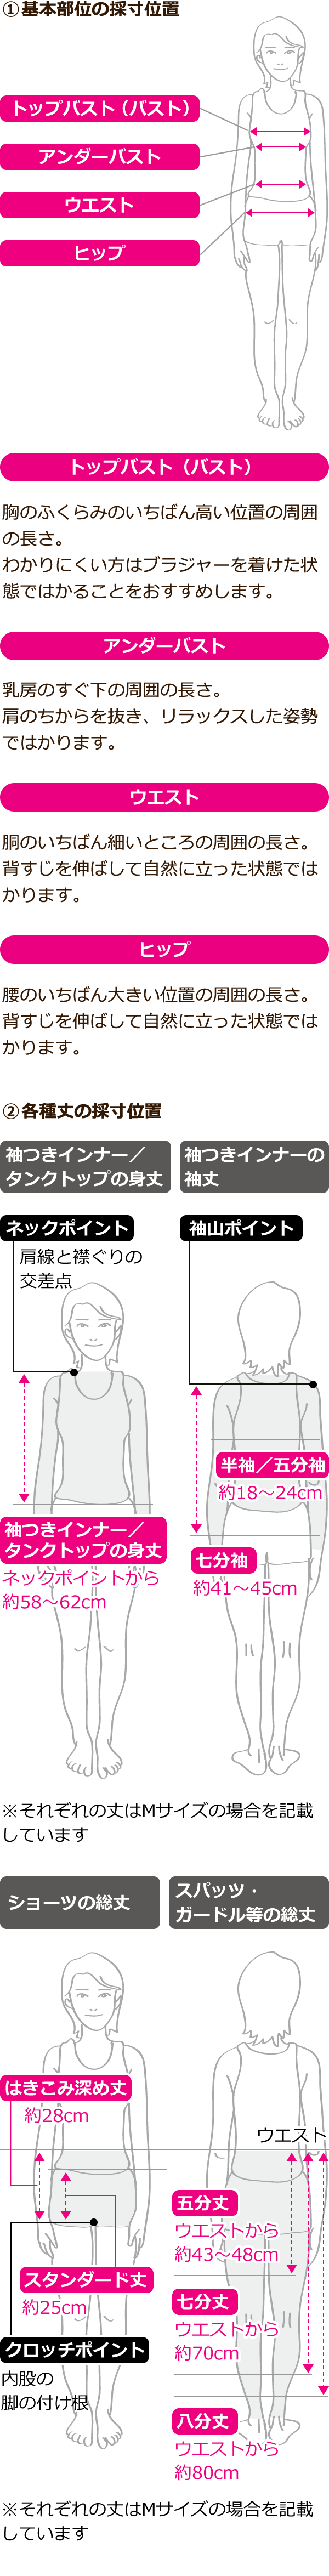 ①基本部位の採寸位置
トップバスト（バスト）
アンダーバスト
ウエスト
ヒップ
トップバスト（バスト）
胸のふくらみのいちばん高い位置の周囲
の長さ。
わかりにくい方はブラジャーを着けた状
態ではかることをおすすめします。
アンダーバスト
乳房のすぐ下の周囲の長さ。
肩のちからを抜き、リラックスした姿勢
ではかります。
ウエスト
胴のいちばん細いところの周囲の長さ。
背すじを伸ばして自然に立った状態では
かります。
ヒップ
腰のいちばん大きい位置の周囲の長さ。
背すじを伸ばして自然に立った状態では
かります。
②各種丈の採寸位置
袖つきインナー／
タンクトップの身丈
ネックポイント
肩線と襟ぐりの
交差点
袖つきインナー／
タンクトップの身丈
ネックポイントから
約58〜62cm
袖つきインナーの
袖丈
袖山ポイント
半袖／五分袖
約18〜24cm
七分袖
約41〜45cm
※それぞれの丈はMサイズの場合を記載
しています
ショーツの総丈
はきこみ深め丈
約28cm
スタンダード丈
約25cm
クロッチポイント
内股の
脚の付け根
スパッツ・
ガードル等の総丈
ウエスト
五分丈
ウエストから
約43〜48cm
七分丈
ウエストから
約70cm
八分丈
ウエストから
約80cm
※それぞれの丈はMサイズの場合を記載
しています